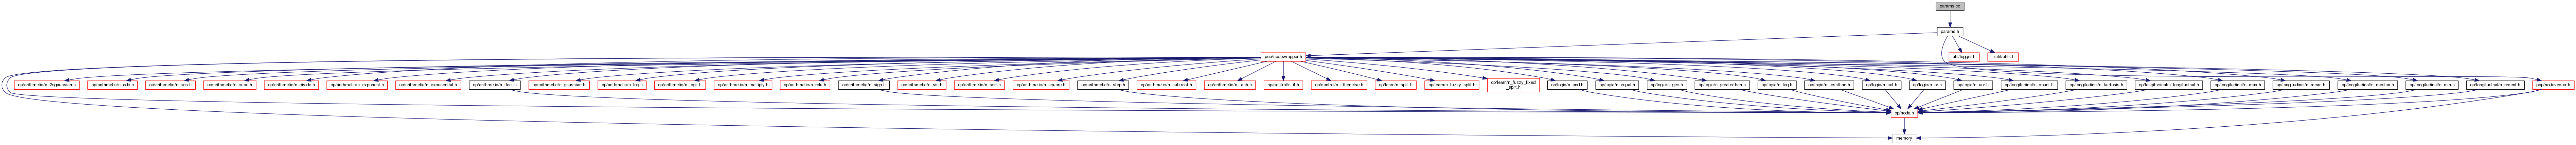 params.cc
params.h
pop/nodewrapper.h
util/logger.h
../util/utils.h
op/arithmatic/n_2dgaussian.h
op/arithmatic/n_add.h
op/arithmatic/n_cos.h
op/arithmatic/n_cube.h
op/arithmatic/n_divide.h
op/arithmatic/n_exponent.h
op/arithmatic/n_exponential.h
op/arithmatic/n_float.h
op/arithmatic/n_gaussian.h
op/arithmatic/n_log.h
op/arithmatic/n_logit.h
op/arithmatic/n_multiply.h
op/arithmatic/n_relu.h
op/arithmatic/n_sign.h
op/arithmatic/n_sin.h
op/arithmatic/n_sqrt.h
op/arithmatic/n_square.h
op/arithmatic/n_step.h
op/arithmatic/n_subtract.h
op/arithmatic/n_tanh.h
op/control/n_if.h
op/control/n_ifthenelse.h
op/learn/n_split.h
op/learn/n_fuzzy_split.h
op/learn/n_fuzzy_fixed
_split.h
op/logic/n_and.h
op/logic/n_equal.h
op/logic/n_geq.h
op/logic/n_greaterthan.h
op/logic/n_leq.h
op/logic/n_lessthan.h
op/logic/n_not.h
op/logic/n_or.h
op/logic/n_xor.h
op/longitudinal/n_count.h
op/longitudinal/n_kurtosis.h
op/longitudinal/n_longitudinal.h
op/longitudinal/n_max.h
op/longitudinal/n_mean.h
op/longitudinal/n_median.h
op/longitudinal/n_min.h
op/longitudinal/n_recent.h
pop/nodevector.h
op/node.h
memory